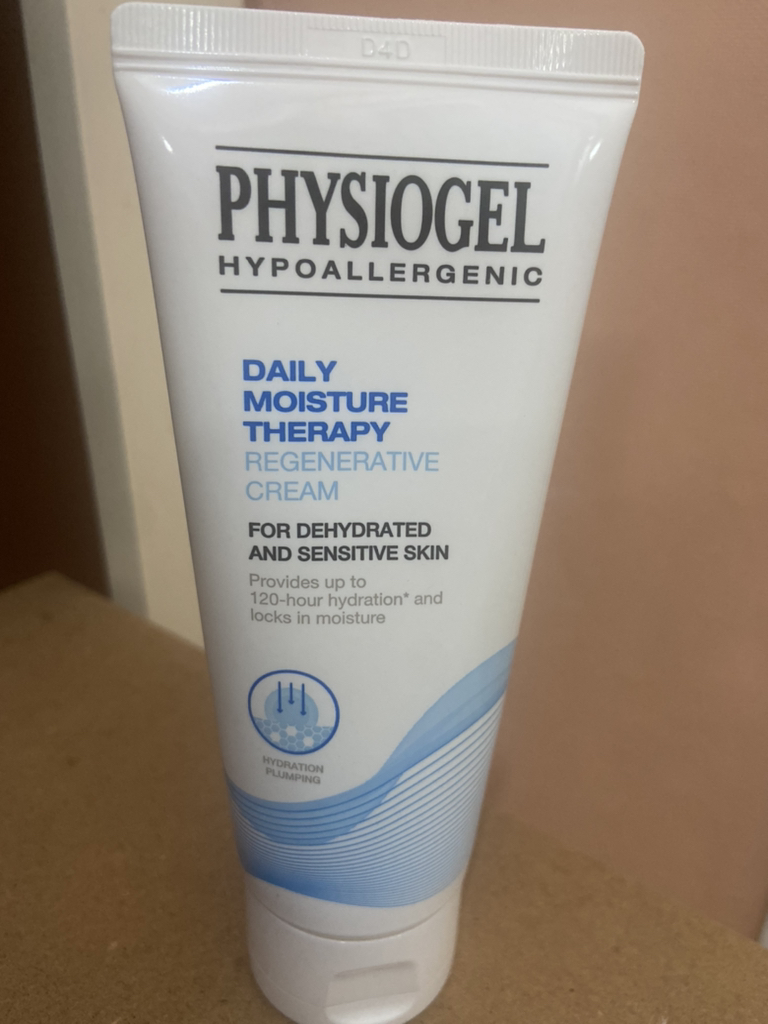 D4D
PHYSIOGEL
HYPOALLERGENIC
DAILY
MOISTURE
THERAPY
REGENERATIVE
CREAM
FOR DEHYDRATED
AND SENSITIVE SKIN
Provides up to
120-hour hydration* and
locks in moisture
HYDRATION
PLUMPING